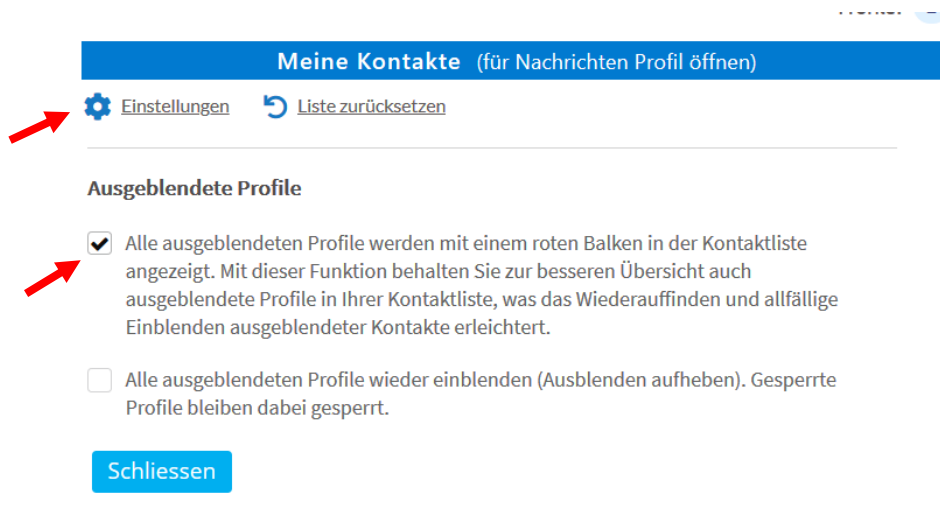 Meine Kontakte (für Nachrichten Profil öffnen)
Einstellungen Liste zurücksetzen
Ausgeblendete Profile
Alle ausgeblendeten Profile werden mit einem roten Balken in der Kontaktliste
angezeigt. Mit dieser Funktion behalten Sie zur besseren Übersicht auch
ausgeblendete Profile in Ihrer Kontaktliste, was das Wiederauffinden und allfällige
Einblenden ausgeblendeter Kontakte erleichtert.
Alle ausgeblendeten Profile wieder einblenden (Ausblenden aufheben). Gesperrte
Profile bleiben dabei gesperrt.
Schliessen